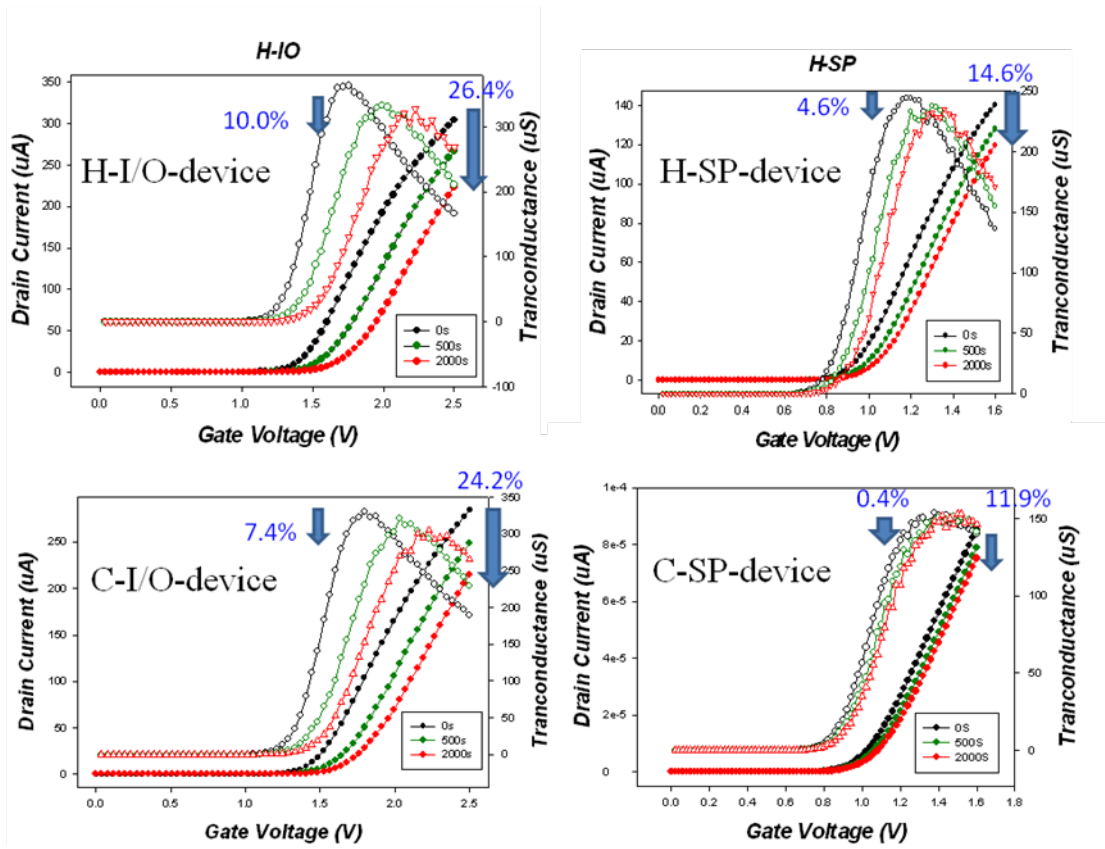 H-IO
26.4%
10.0%
H-I/O-device
Drain Current (uA)
350
300
250
200
150
100
50
0
300
200
100
0
-100
Tranconductance (uS)
0s
500s
2000s
0.0 0.5 1.0 1.5 2.0 2.5
Gate Voltage (V)
H-SP
14.6%
4.6%
H-SP-device
Drain Current (uA)
140
120
100
80
60
40
20
0
250
200
150
100
50
0
Tranconductance (uS)
0s
500s
2000s
0.0 0.2 0.4 0.6 0.8 1.0 1.2 1.4 1.6
Gate Voltage (V)
24.2%
7.4%
C-I/O-device
Drain Current (uA)
250
200
150
100
50
0
350
300
250
200
150
100
50
0
-50
Tranconductance (uS)
0s
500s
2000s
0.0 0.5 1.0 1.5 2.0 2.5
Gate Voltage (V)
0.4%
11.9%
C-SP-device
Drain Current (uA)
1e-4
8e-5
6e-5
4e-5
2e-5
0
150
100
50
0
Tranconductance (uS)
0S
500S
2000S
0.0 0.2 0.4 0.6 0.8 1.0 1.2 1.4 1.6 1.8
Gate Voltage (V)